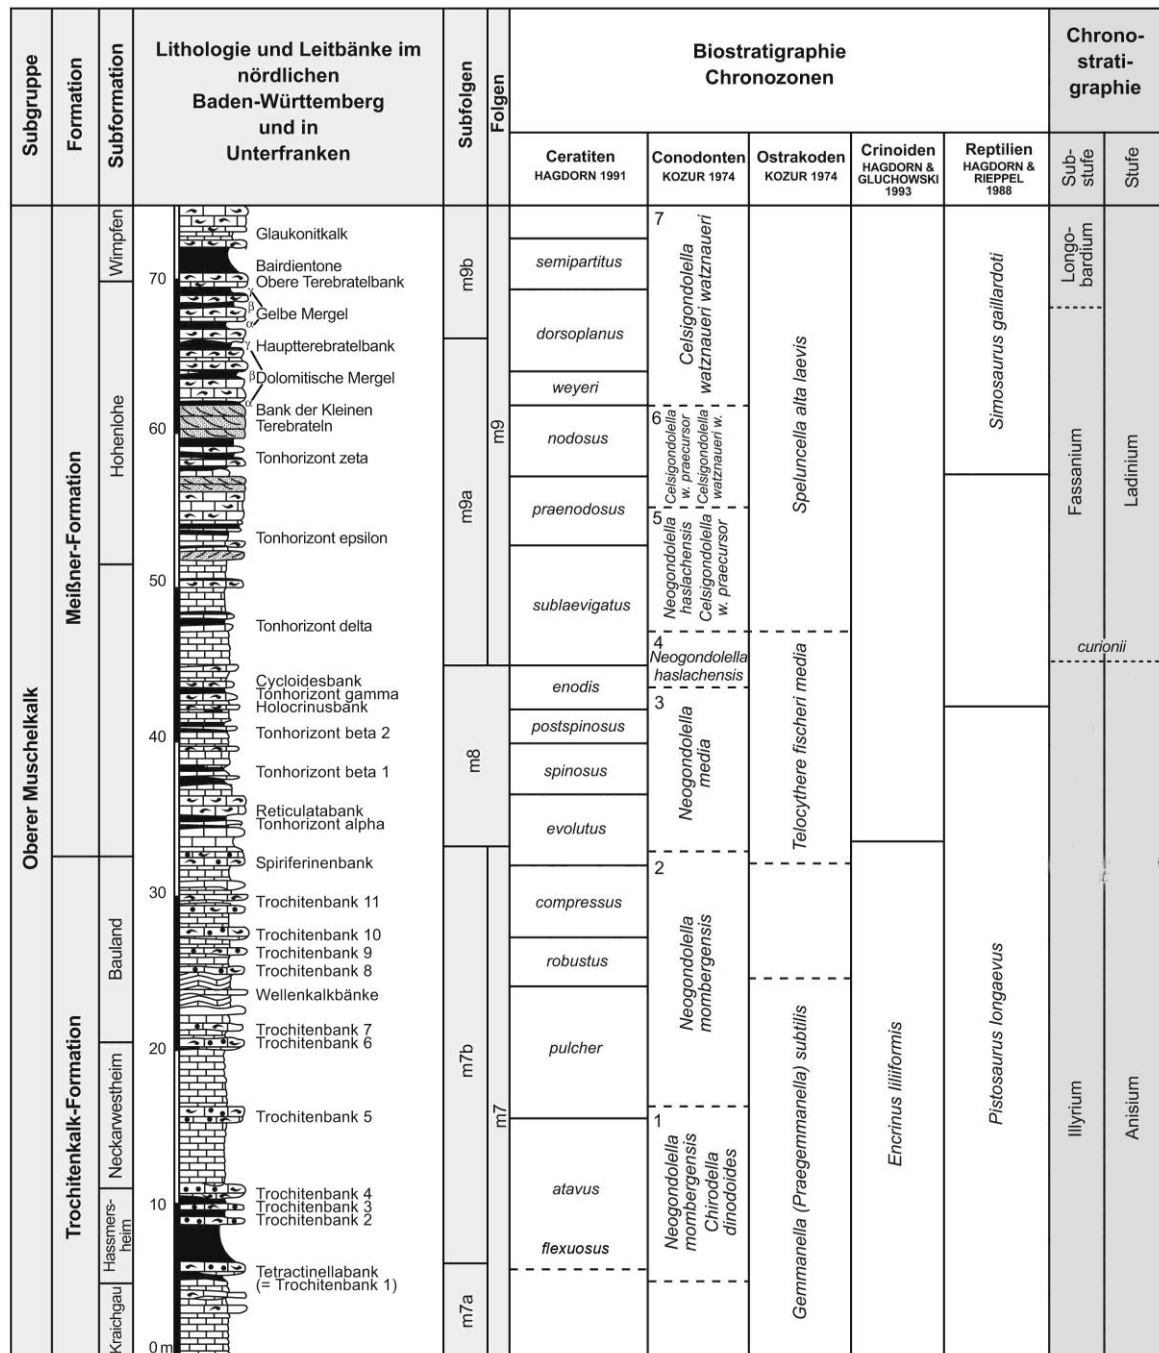 Subgruppe
Formation
Subformation
Lithologie und Leitbänke im
nördlichen
Baden-Württemberg
und in
Unterfranken
Subfolgen
Folgen
Biostratigraphie
Chronozonen
Chrono-
strati-
graphie
Ceratiten
HAGDORN 1991
Conodonten
KOZUR 1974
Ostrakoden
KOZUR 1974
Crinoiden
HAGDORN &
GLUCHOWSKI
1993
Reptilien
HAGDORN &
RIEPPEL
1988
Sub-
stufe
Stufe
Oberer Muschelkalk
Meißner-Formation
Trochitenkalk-Formation
Wimpfen
Hohenlohe
Bauland
Neckarwestheim
Hassmers-
heim
Kraichgau
70
60
50
40
30
20
10
0 m
Glaukonitkalk
Bairdientone
Obere Terebratelbank
γ
β
Gelbe Mergel
α
γ
Hauptterebratelbank
β
Dolomitische Mergel
α
Bank der Kleinen
Terebrateln
Tonhorizont zeta
Tonhorizont epsilon
Tonhorizont delta
Cycloidesbank
Tonhorizont gamma
Holocrinusbank
Tonhorizont beta 2
Tonhorizont beta 1
Reticulatabank
Tonhorizont alpha
Spiriferinenbank
Trochitenbank 11
Trochitenbank 10
Trochitenbank 9
Trochitenbank 8
Wellenkalkbänke
Trochitenbank 7
Trochitenbank 6
Trochitenbank 5
Trochitenbank 4
Trochitenbank 3
Trochitenbank 2
Tetractinellabank
(= Trochitenbank 1)
m9b
m9a
m8
m7b
m7a
m9
m7
semipartitus
dorsoplanus
weyeri
nodosus
praenodosus
sublaevigatus
enodis
postspinosus
spinosus
evolutus
compressus
robustus
pulcher
atavus
flexuosus
7
Celsigondolella
watznaueri watznaueri
6
Celsigondolella
w. praecursor
Celsigondolella
watznaueri w.
5
Neogondolella
haslachensis
Celsigondolella
w. praecursor
4
Neogondolella
haslachensis
3
Neogondolella
media
2
Neogondolella
mombergensis
1
Neogondolella
mombergensis
Chirodella
dinodoides
Speluncella alta laevis
Telocythere fischeri media
Gemmanella (Praegemmanella) subtilis
Encrinus liliiformis
Simosaurus gaillardoti
Pistosaurus longaevus
Longo-
bardium
Fassanium
curionii
Illyrium
Ladinium
Anisium